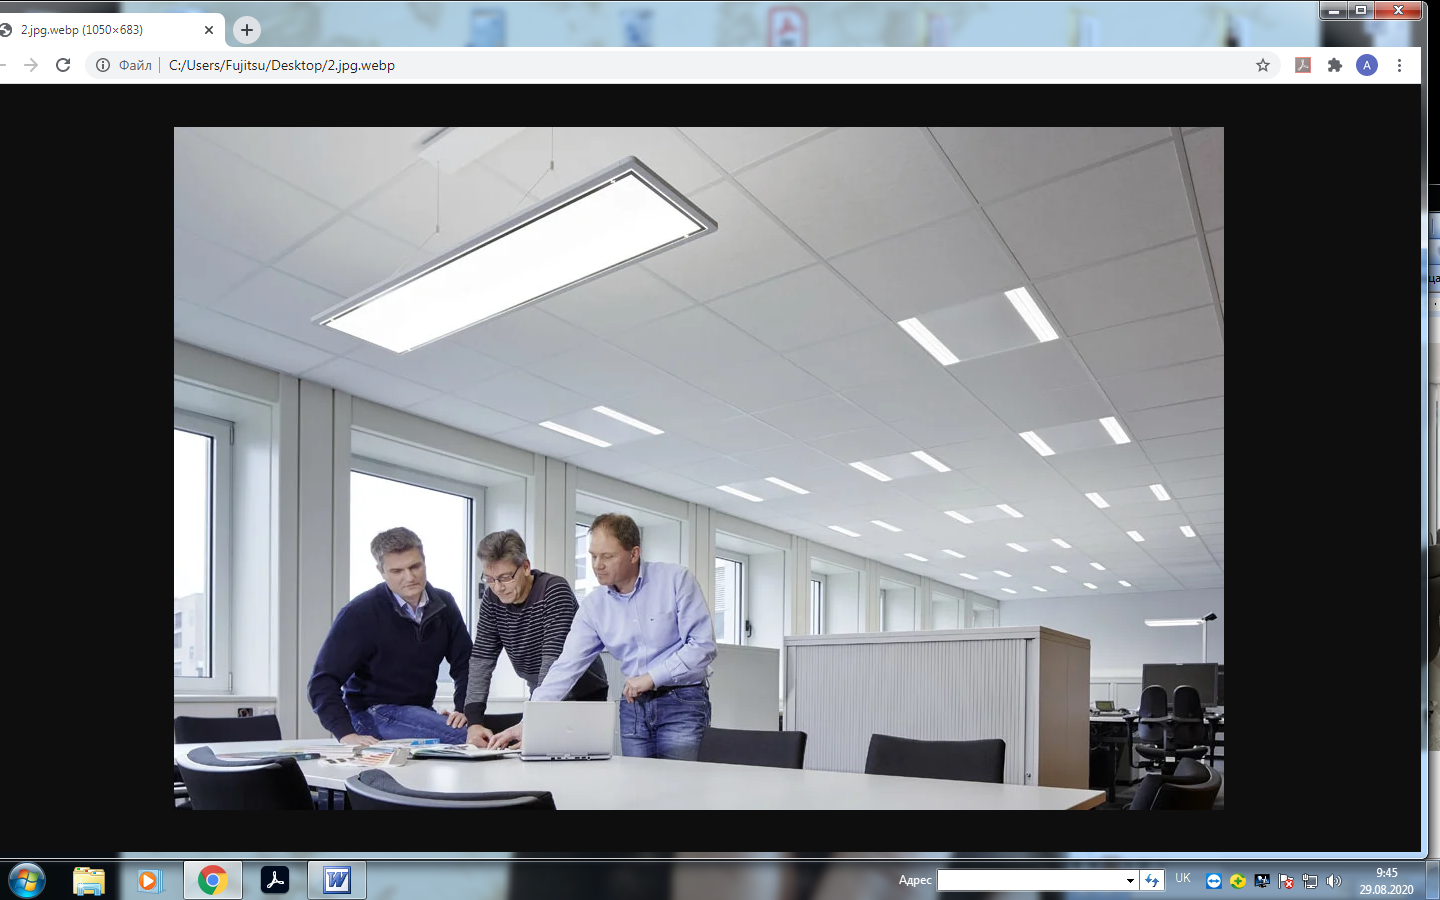 2.jpg.webp (1050×683)
Файл
C:/Users/Fujitsu/Desktop/2.jpg.webp
A
Адрес
UK
9:45
29.08.2020